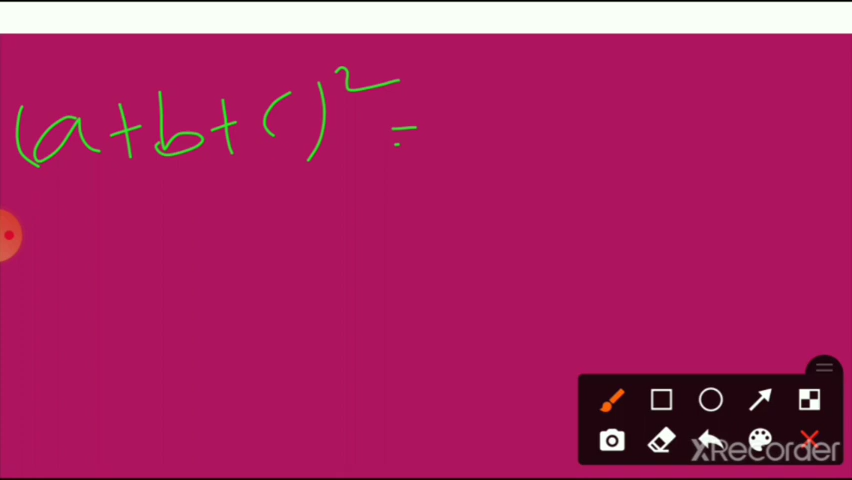 (a+b+c)² =
XRecorder